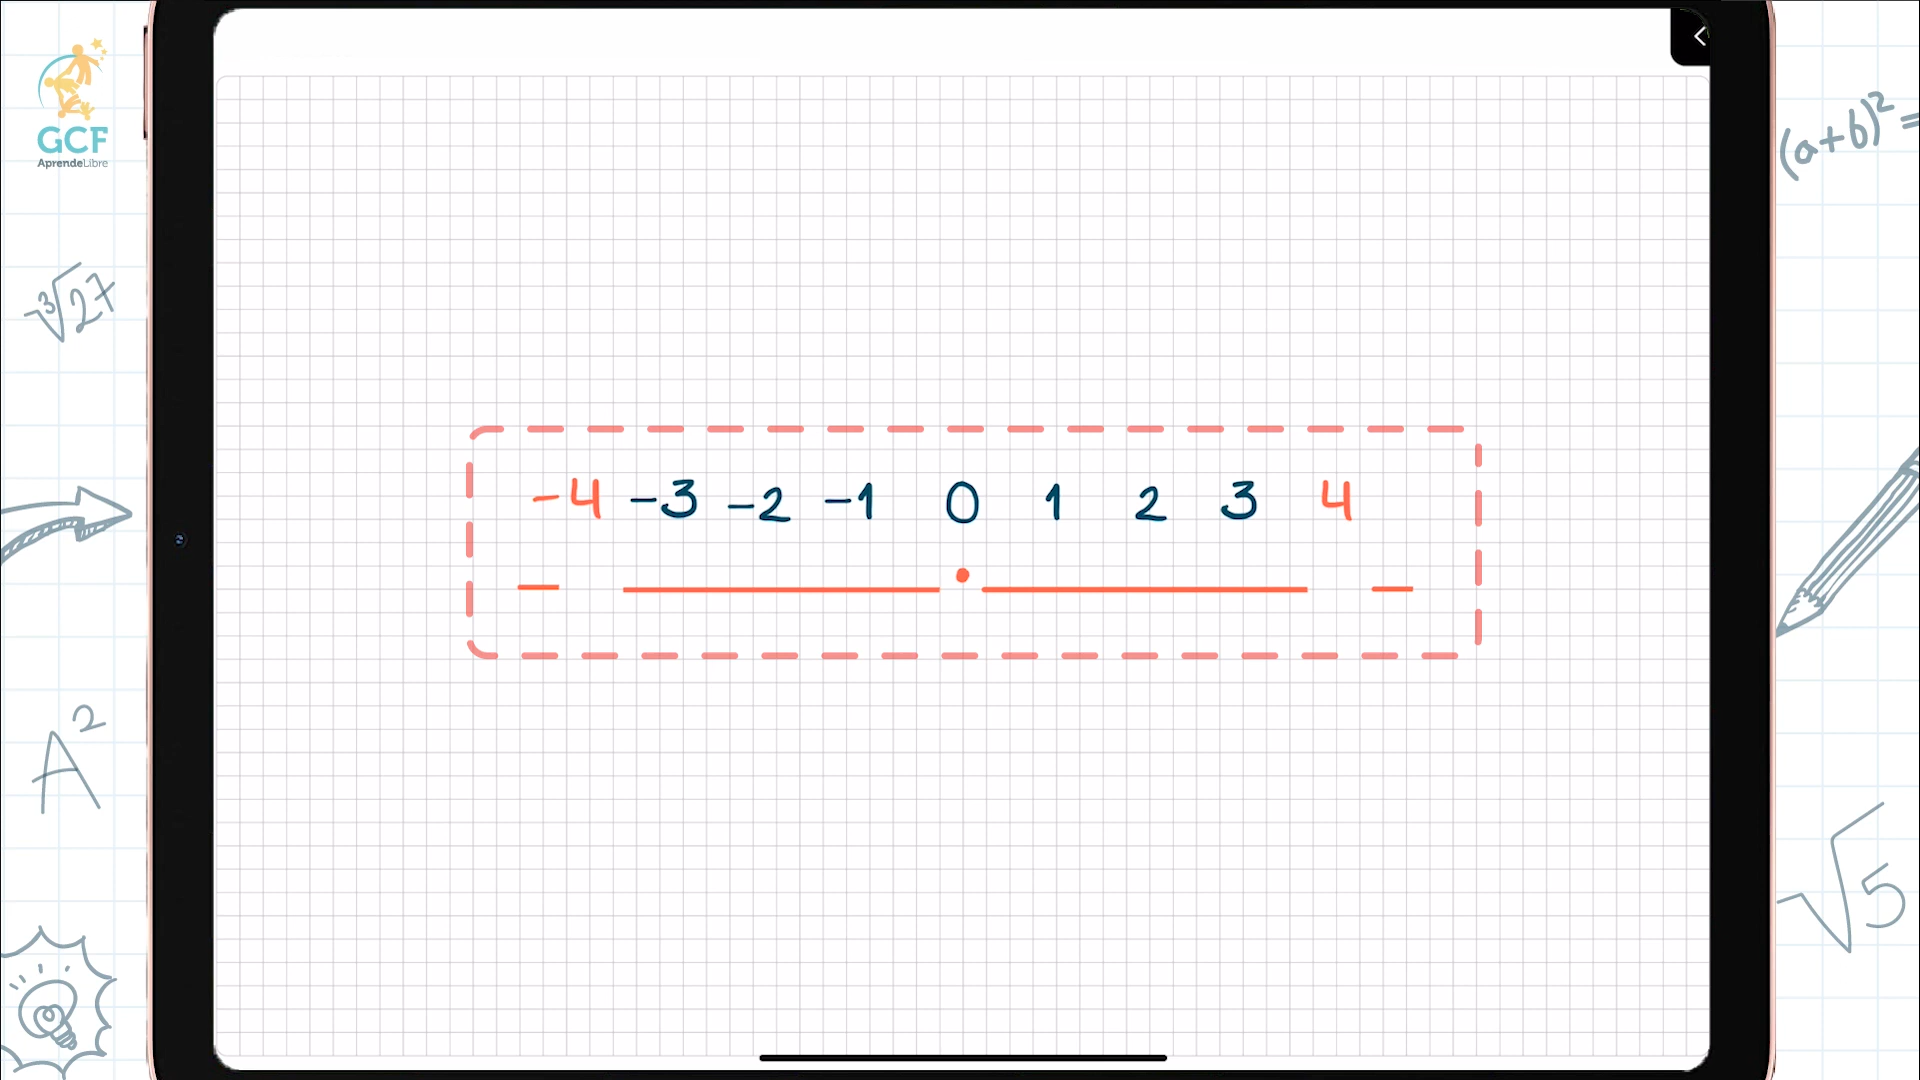 GCF
AprendeLibre
(a+b)²=
∛27
-4 -3 -2 -1 0 1 2 3 4
A²
√5